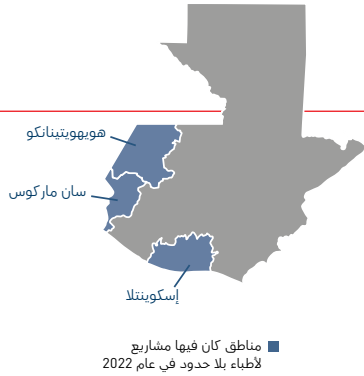 هويهويتينانكو
سان ماركوس
إسكوينتلا
مناطق كان فيها مشاريع
لأطباء بلا حدود في عام 2022